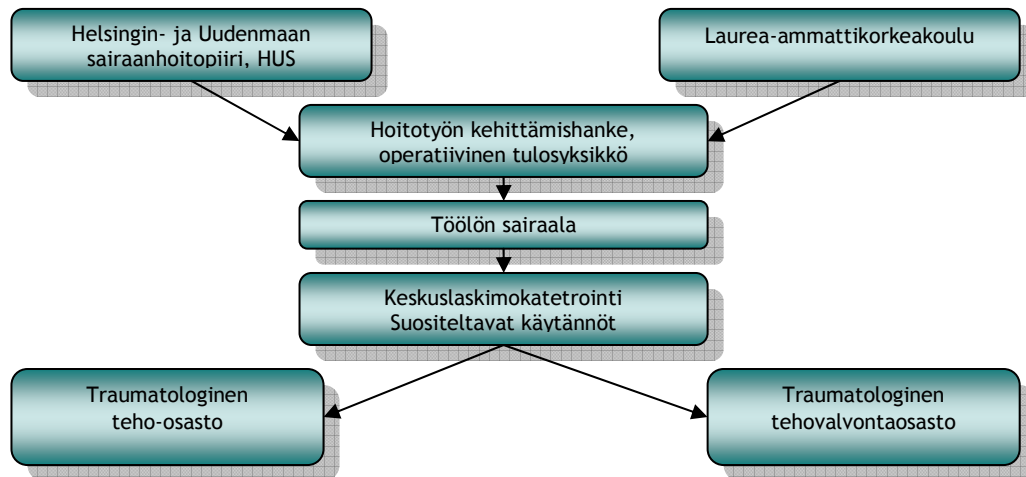 Helsingin- ja Uudenmaan
sairaanhoitopiiri, HUS
Laurea-ammattikorkeakoulu
Hoitotyön kehittämishanke,
operatiivinen tulosyksikkö
Töölön sairaala
Keskuslaskimokatetrointi
Suositeltavat käytännöt
Traumatologinen
teho-osasto
Traumatologinen
tehovalvontaosasto